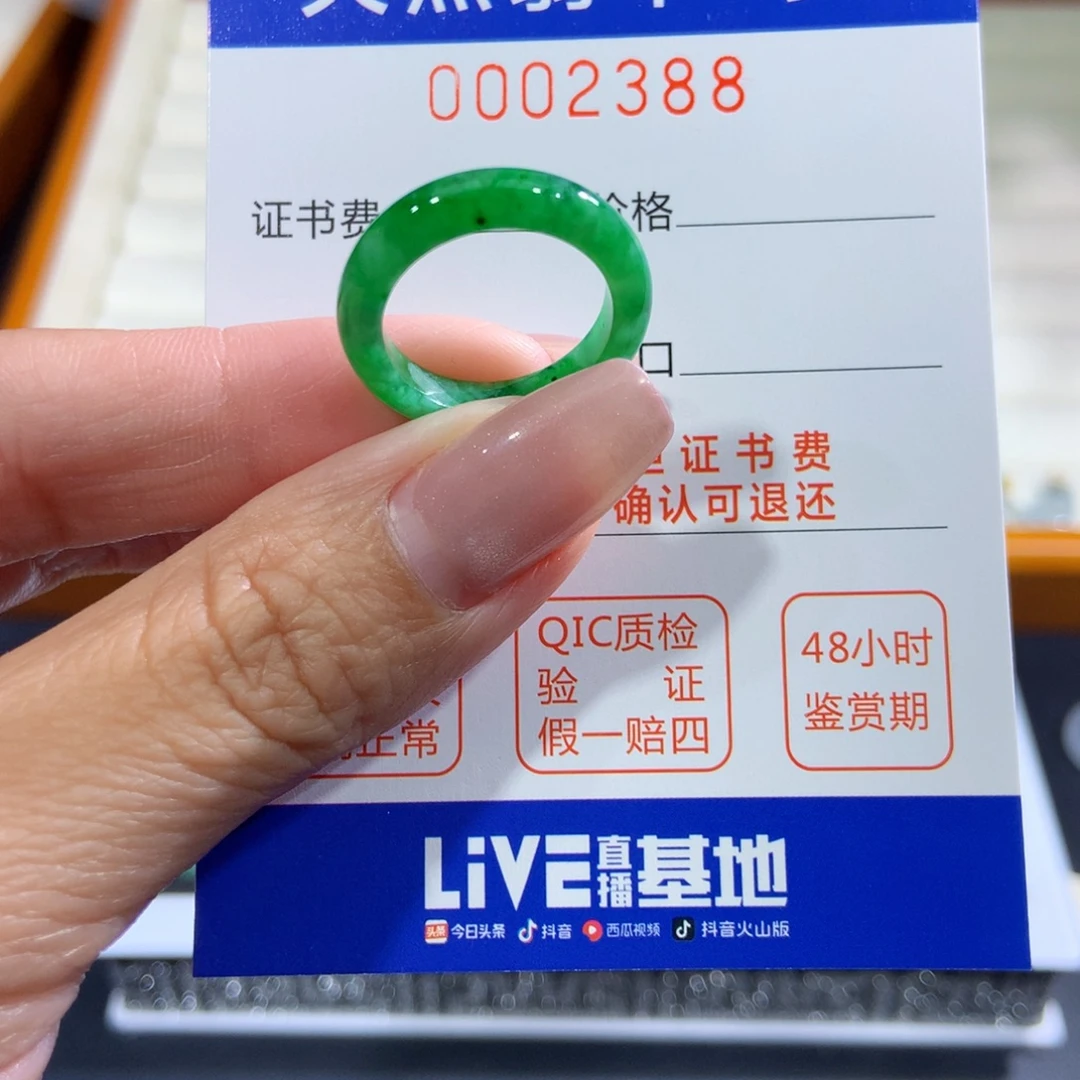 0002388
证书费 价格
口
证书费
确认可退还
正常
QIC质检
验 证
假一赔四
48小时
鉴赏期
LiVE直播基地
头条 今日头条 抖音 西瓜视频 抖音火山版